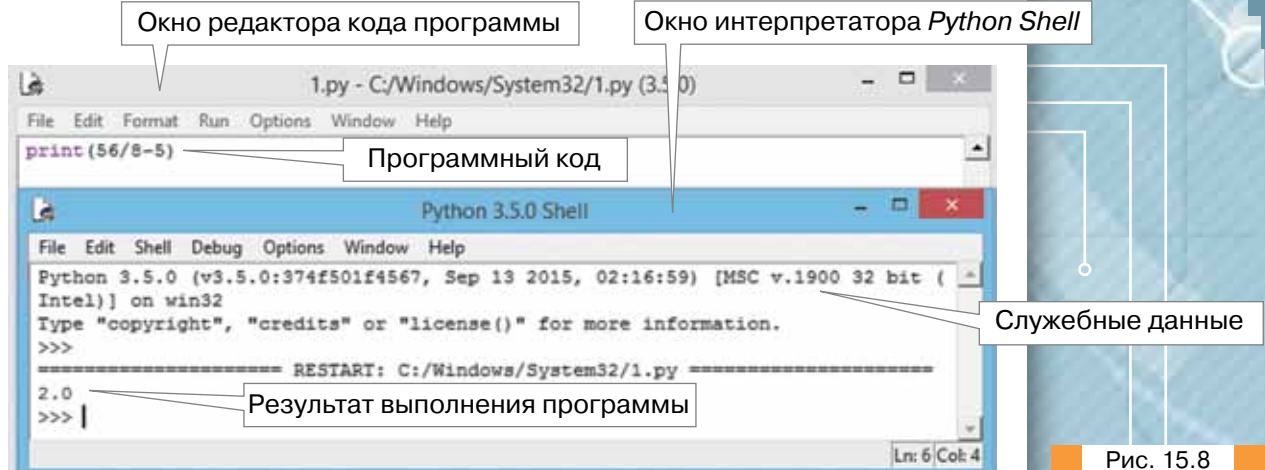 Окно редактора кода программы
Окно интерпретатора Python Shell
1.py - C:/Windows/System32/1.py (3.5.0)
File Edit Format Run Options Window Help
print(56/8-5)
Программный код
Python 3.5.0 Shell
File Edit Shell Debug Options Window Help
Python 3.5.0 (v3.5.0:374f501f4567, Sep 13 2015, 02:16:59) [MSC v.1900 32 bit (
Intel)] on win32
Type "copyright", "credits" or "license()" for more information.
Служебные данные
>>>
====================== RESTART: C:/Windows/System32/1.py ======================
2.0
Результат выполнения программы
>>>
Ln: 6 Col: 4
Рис. 15.8